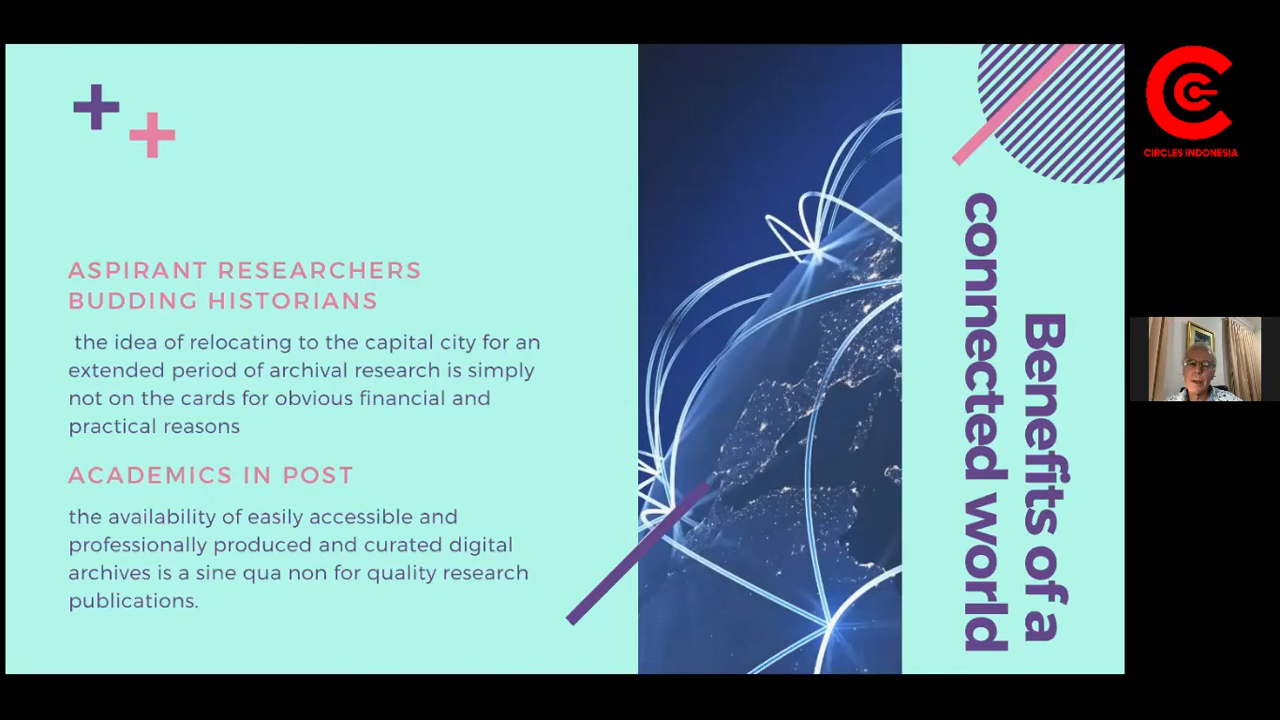 ASPIRANT RESEARCHERS
BUDDING HISTORIANS
the idea of relocating to the capital city for an
extended period of archival research is simply
not on the cards for obvious financial and
practical reasons
ACADEMICS IN POST
the availability of easily accessible and
professionally produced and curated digital
archives is a sine qua non for quality research
publications.
Benefits of a
connected world
CIRCLES INDONESIA